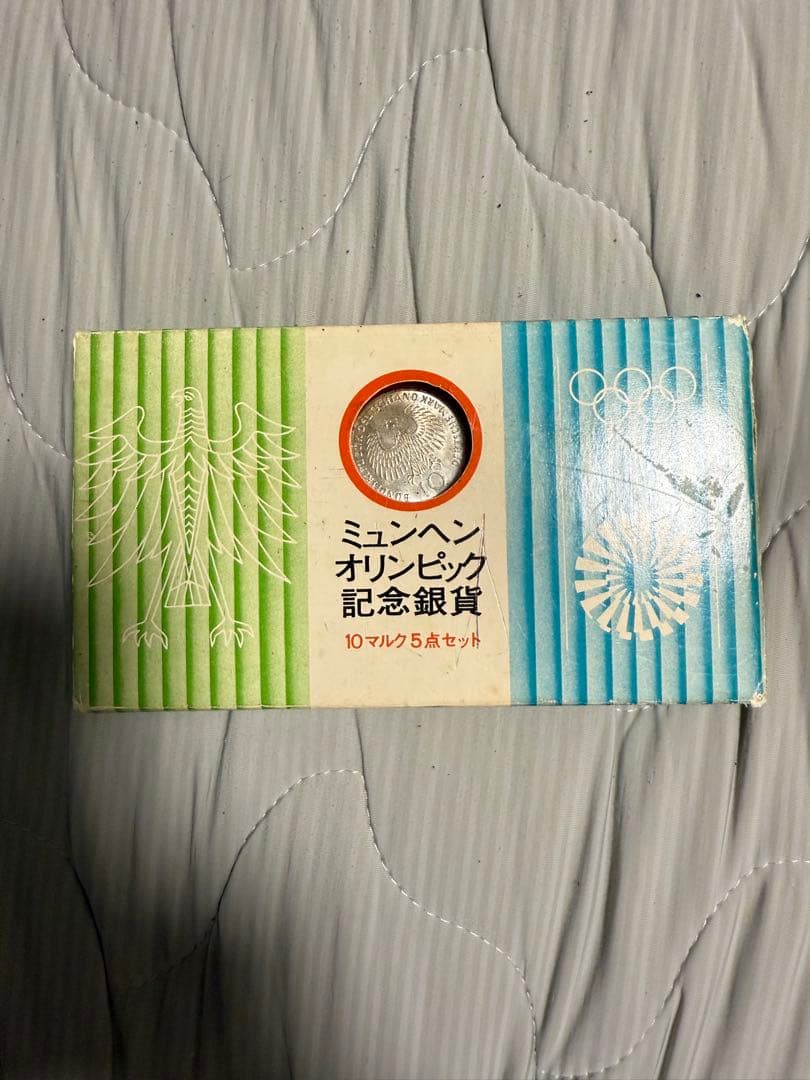 ミュンヘン
オリンピック
記念銀貨
10マルク5点セット